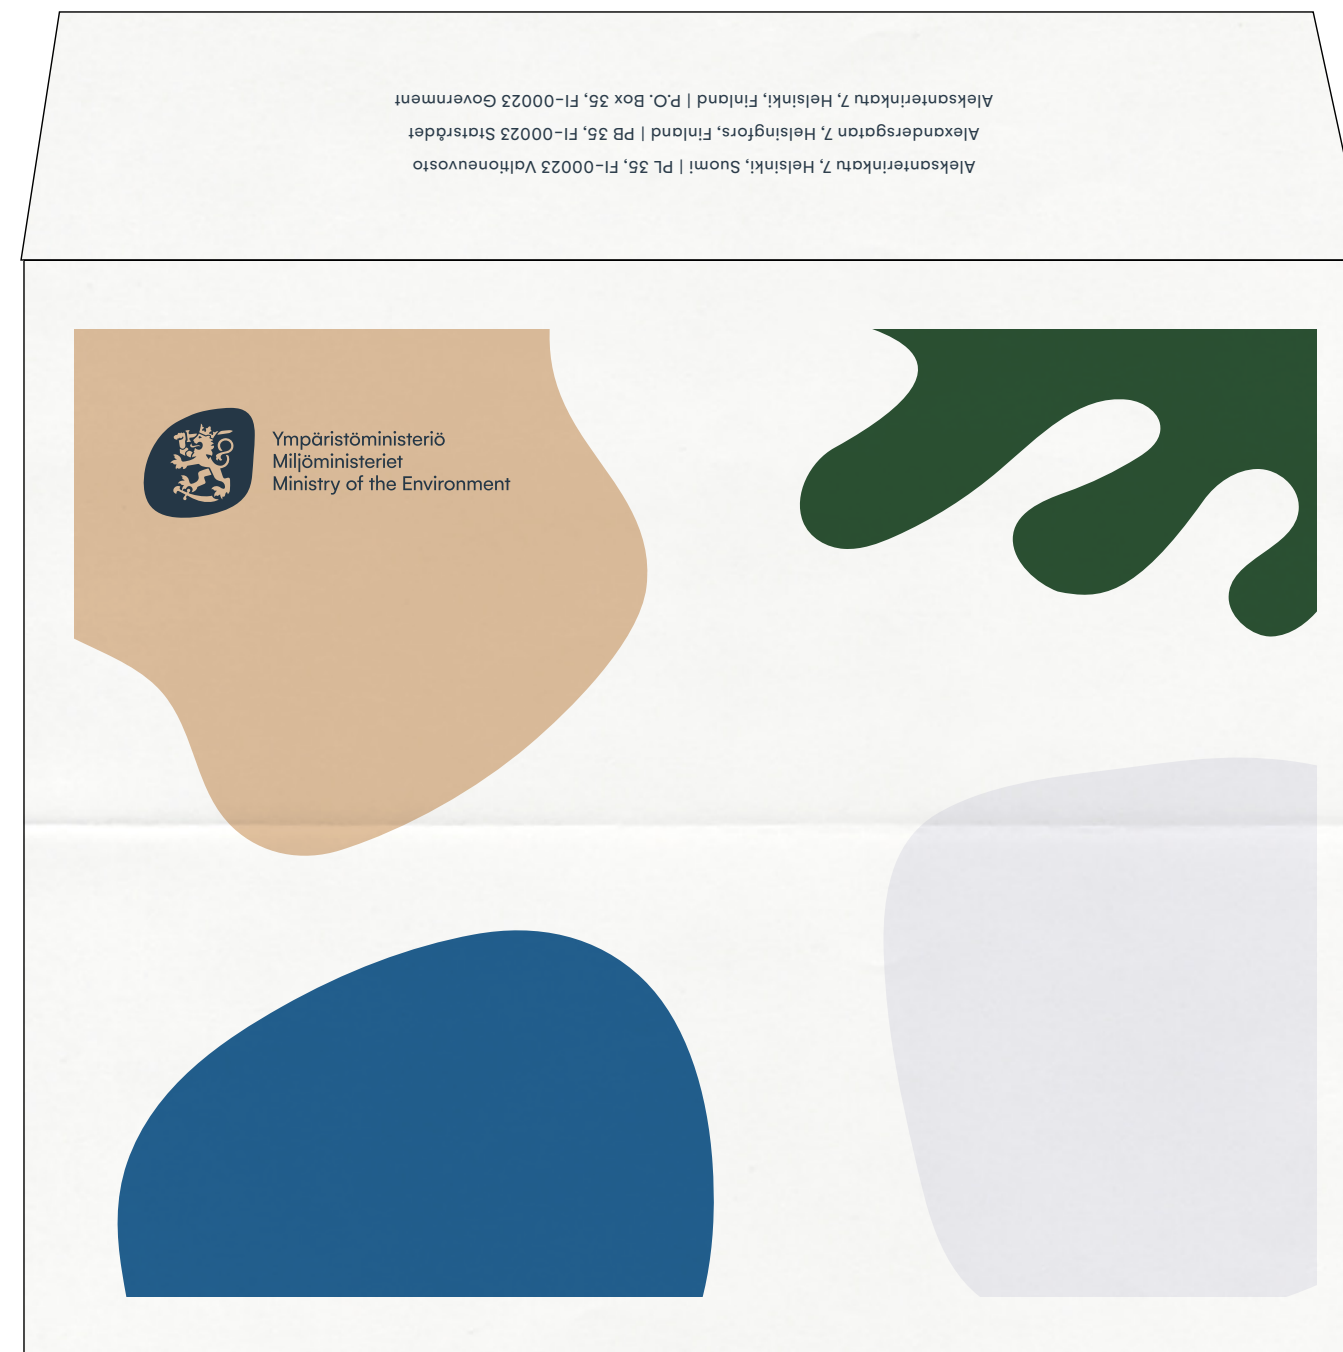 Aleksanterinkatu 7, Helsinki, Suomi | PL 35, FI-00023 Valtioneuvosto
Alexandersgatan 7, Helsingfors, Finland | PB 35, FI-00023 Statsrådet
Aleksanterinkatu 7, Helsinki, Finland | P.O. Box 35, FI-00023 Government
Ympäristöministeriö
Miljöministeriet
Ministry of the Environment